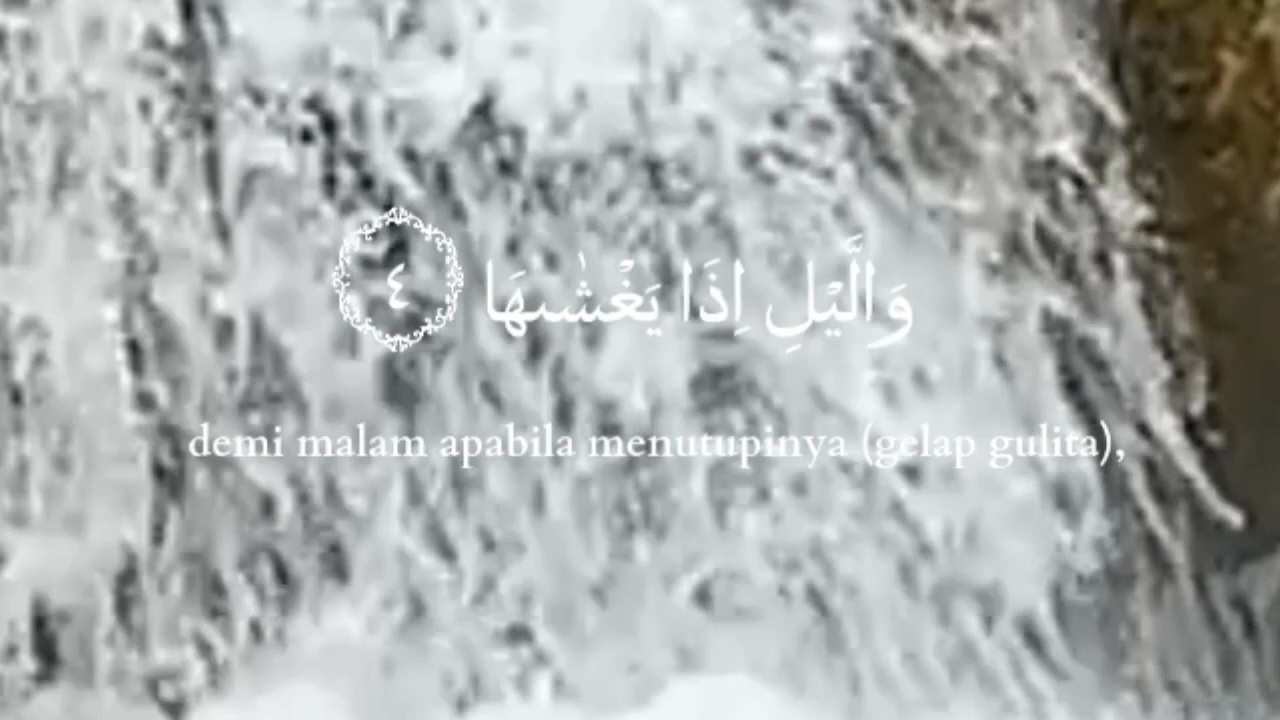 وَالَّيْلِ اِذَا يَغْشٰىهَا ٤
demi malam apabila menutupinya (gelap gulita),